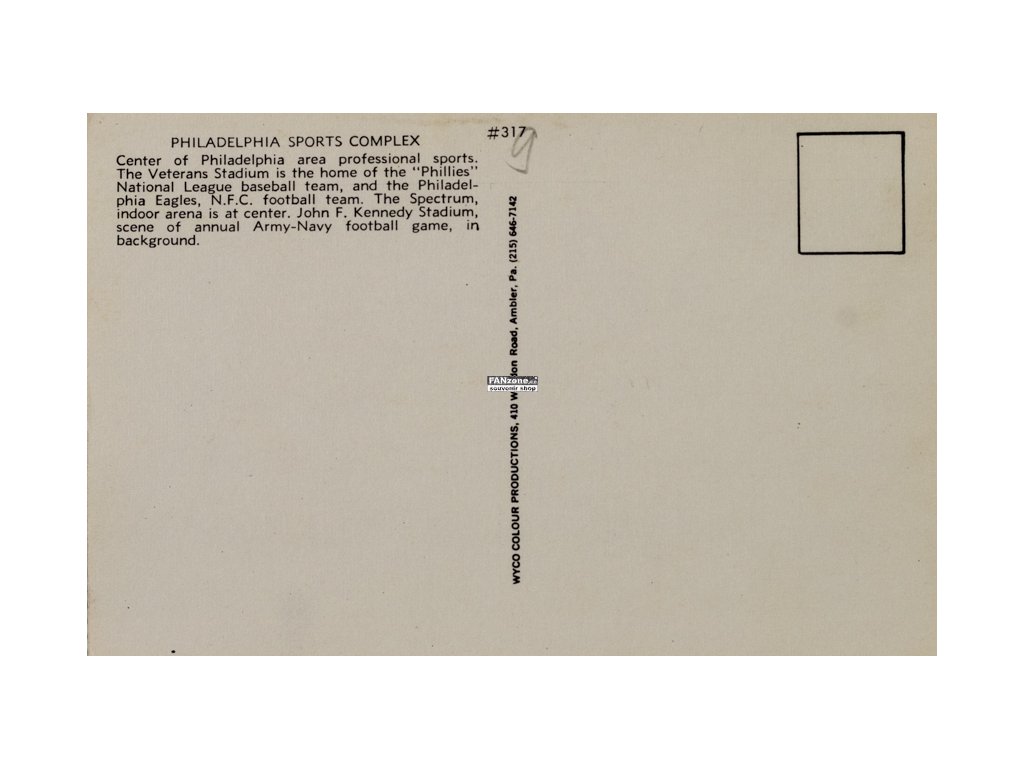 PHILADELPHIA SPORTS COMPLEX
Center of Philadelphia area professional sports.
The Veterans Stadium is the home of the "Phillies"
National League baseball team, and the Philadel-
phia Eagles, N.F.C. football team. The Spectrum,
indoor arena is at center. John F. Kennedy Stadium,
scene of annual Army-Navy football game, in
background.
#317
9
WYCO COLOUR PRODUCTIONS, 410 Road, Ambler, Pa. (215) 646-7142
FANzone.cz
souvenir shop